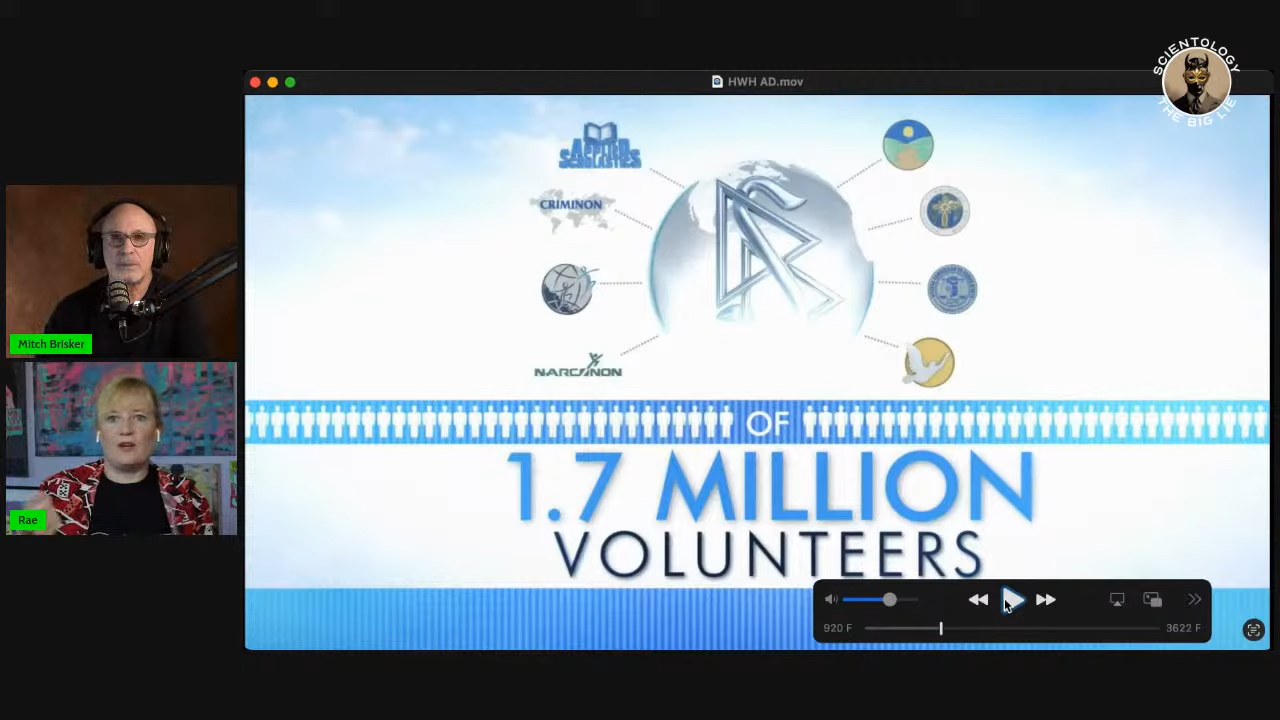 HWH AD.mov
SCIENTOLOGY
THE BIG LIE
APPLIED
SCHOLASTICS
CRIMINON
NARCONON
OF
1.7 MILLION
VOLUNTEERS
Mitch Brisker
Rae
920 F
3622 F